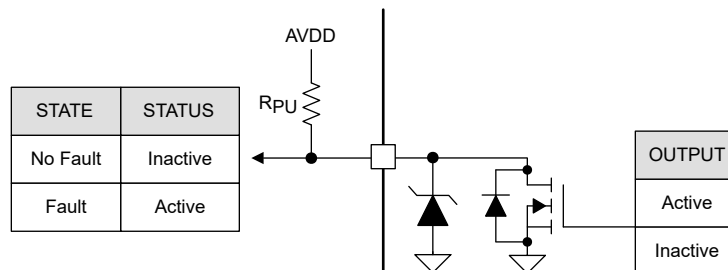 AVDD
RPU
STATE STATUS
No Fault Inactive
Fault Active
OUTPUT
Active
Inactive